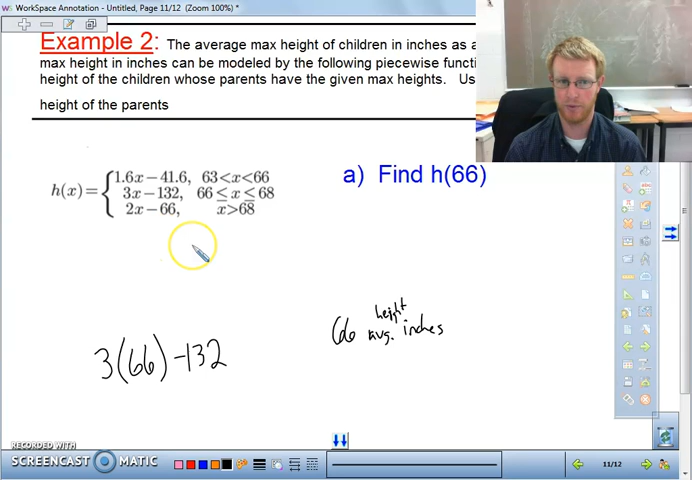 WorkSpace Annotation - Untitled, Page 11/12 (Zoom 100%) *
Example 2: The average max height of children in inches as a
max height in inches can be modeled by the following piecewise functi
height of the children whose parents have the given max heights. Us
height of the parents
h(x) = { 1.6x − 41.6, 63 < x < 66
3x − 132, 66 ≤ x ≤ 68
2x − 66, x > 68
a) Find h(66)
height
66 avg. inches
3(66) -132
RECORDED WITH
SCREENCAST MATIC
11/12